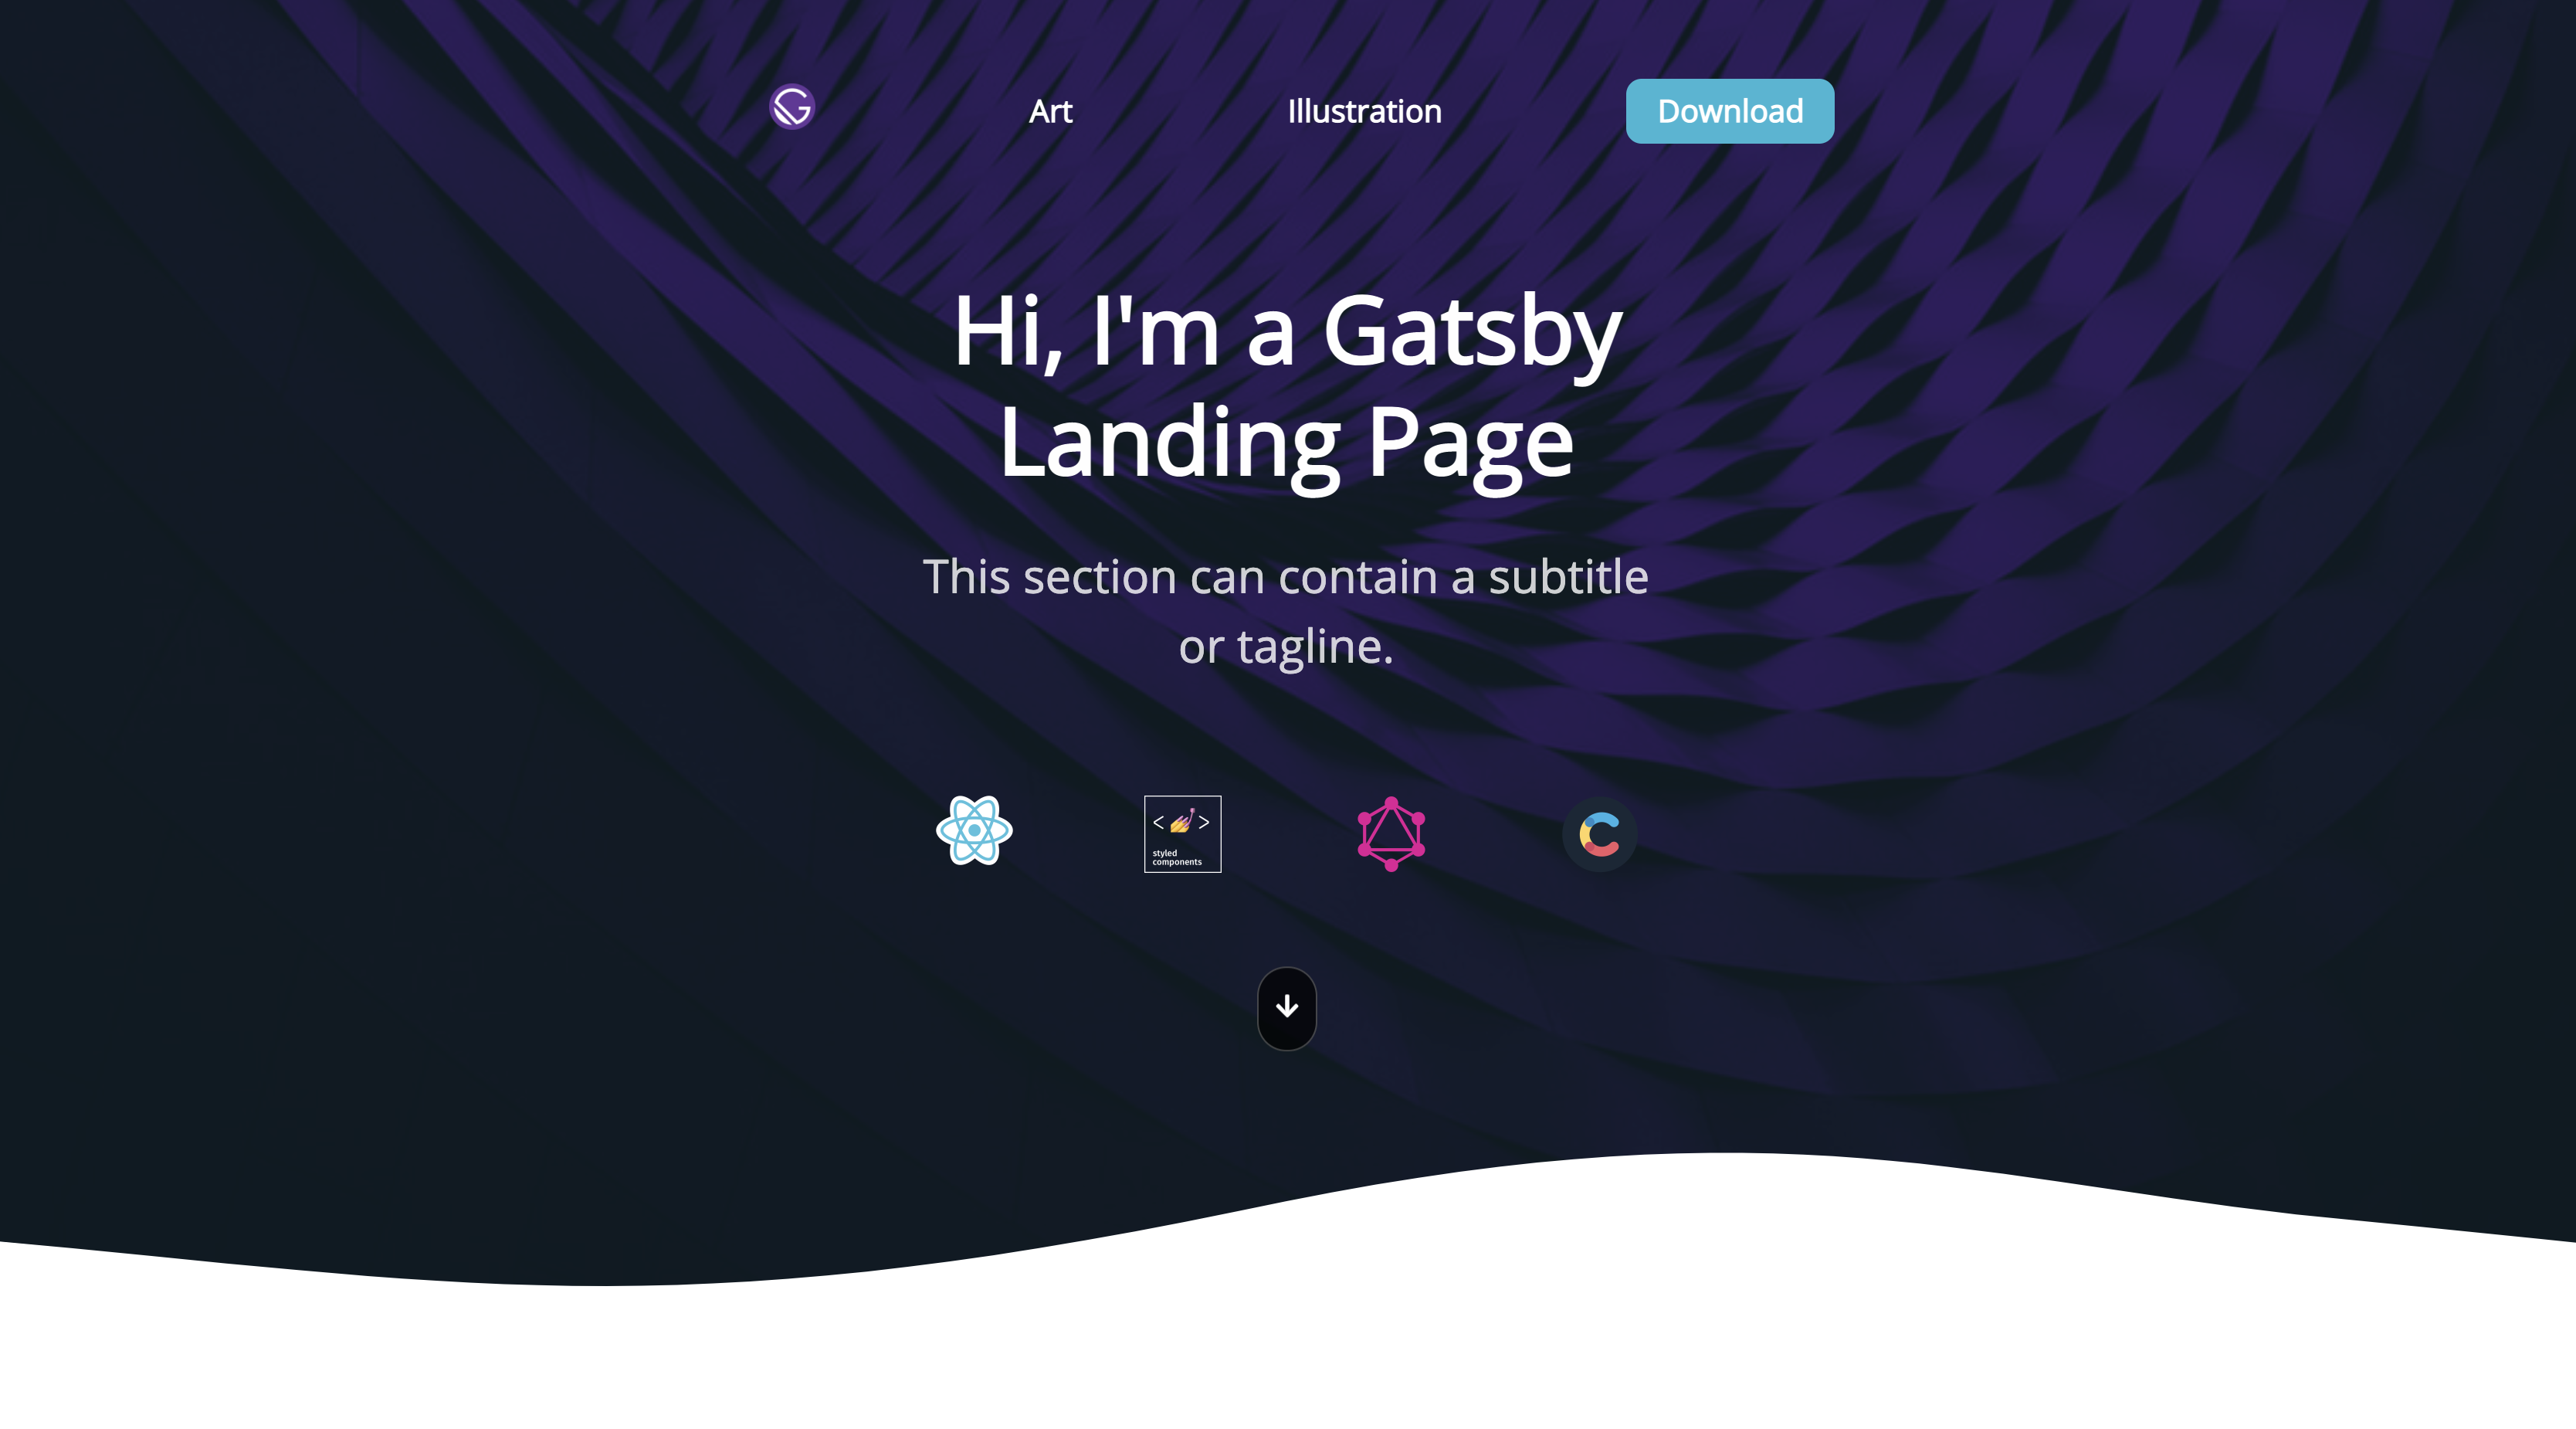 Art
Illustration
Download
Hi, I'm a Gatsby
Landing Page
This section can contain a subtitle
or tagline.
< >
styled
components